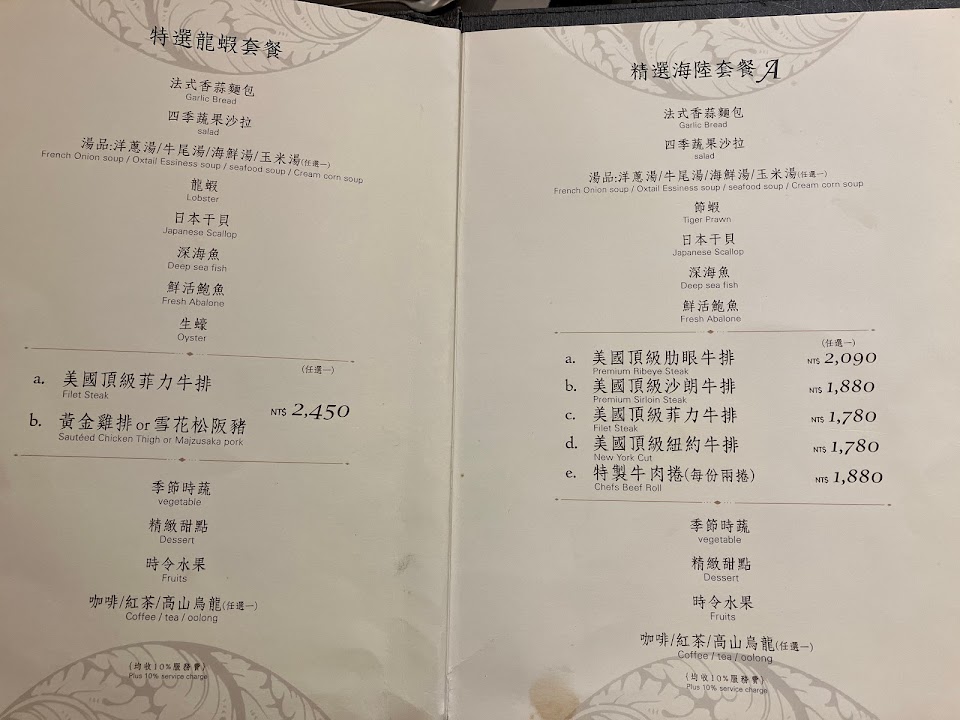 特選龍蝦套餐
法式香蒜麵包
Garlic Bread
四季蔬果沙拉
salad
湯品:洋蔥湯/牛尾湯/海鮮湯/玉米湯(任選一)
French Onion soup / Oxtail Essiness soup / seafood soup / Cream corn soup
龍蝦
Lobster
日本干貝
Japanese Scallop
深海魚
Deep sea fish
鮮活鮑魚
Fresh Abalone
生蠔
Oyster
(任選一)
a. 美國頂級菲力牛排
Filet Steak
NT$ 2,450
b. 黃金雞排or雪花松阪豬
Sautéed Chicken Thigh or Majzusaka pork
季節時蔬
vegetable
精緻甜點
Dessert
時令水果
Fruits
咖啡/紅茶/高山烏龍(任選一)
Coffee / tea / oolong
(均收10%服務費)
Plus 10% service charge
精選海陸套餐A
法式香蒜麵包
Garlic Bread
四季蔬果沙拉
salad
湯品:洋蔥湯/牛尾湯/海鮮湯/玉米湯(任選一)
French Onion soup / Oxtail Essiness soup / seafood soup / Cream corn soup
節蝦
Tiger Prawn
日本干貝
Japanese Scallop
深海魚
Deep sea fish
鮮活鮑魚
Fresh Abalone
(任選一)
a. 美國頂級肋眼牛排 NT$ 2,090
Premium Ribeye Steak
b. 美國頂級沙朗牛排 NT$ 1,880
Premium Sirloin Steak
c. 美國頂級菲力牛排 NT$ 1,780
Filet Steak
d. 美國頂級紐約牛排 NT$ 1,780
New York Cut
e. 特製牛肉捲(每份兩捲) NT$ 1,880
Chefs Beef Roll
季節時蔬
vegetable
精緻甜點
Dessert
時令水果
Fruits
咖啡/紅茶/高山烏龍(任選一)
Coffee / tea / oolong
(均收10%服務費)
Plus 10% service charge